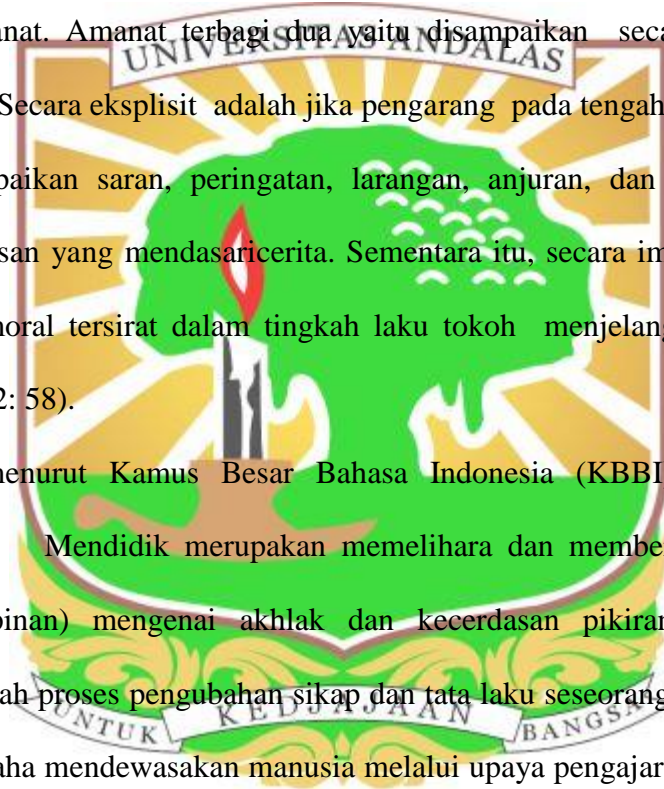 anat. Amanat terbagi dua yaitu disampaikan seca
UNIVERSITAS ANDALAS
Secara eksplisit adalah jika pengarang pada tengah
paikan saran, peringatan, larangan, anjuran, dan
san yang mendasaricerita. Sementara itu, secara im
noral tersirat dalam tingkah laku tokoh menjelang
2: 58).
menurut Kamus Besar Bahasa Indonesia (KBBI
Mendidik merupakan memelihara dan membe
pinan) mengenai akhlak dan kecerdasan pikiran
ah proses pengubahan sikap dan tata laku seseorang
UNTUK KEDJAJAAN BANGSA
aha mendewasakan manusia melalui upaya pengajar